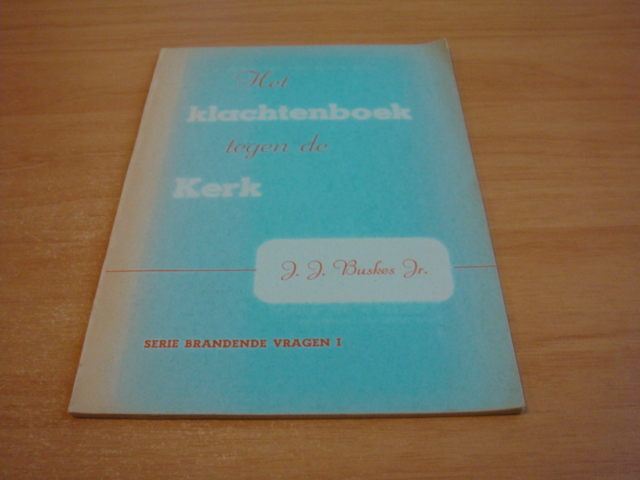 Het
klachtenboek
tegen de
Kerk
J. J. Buskes Jr.
SERIE BRANDENDE VRAGEN I